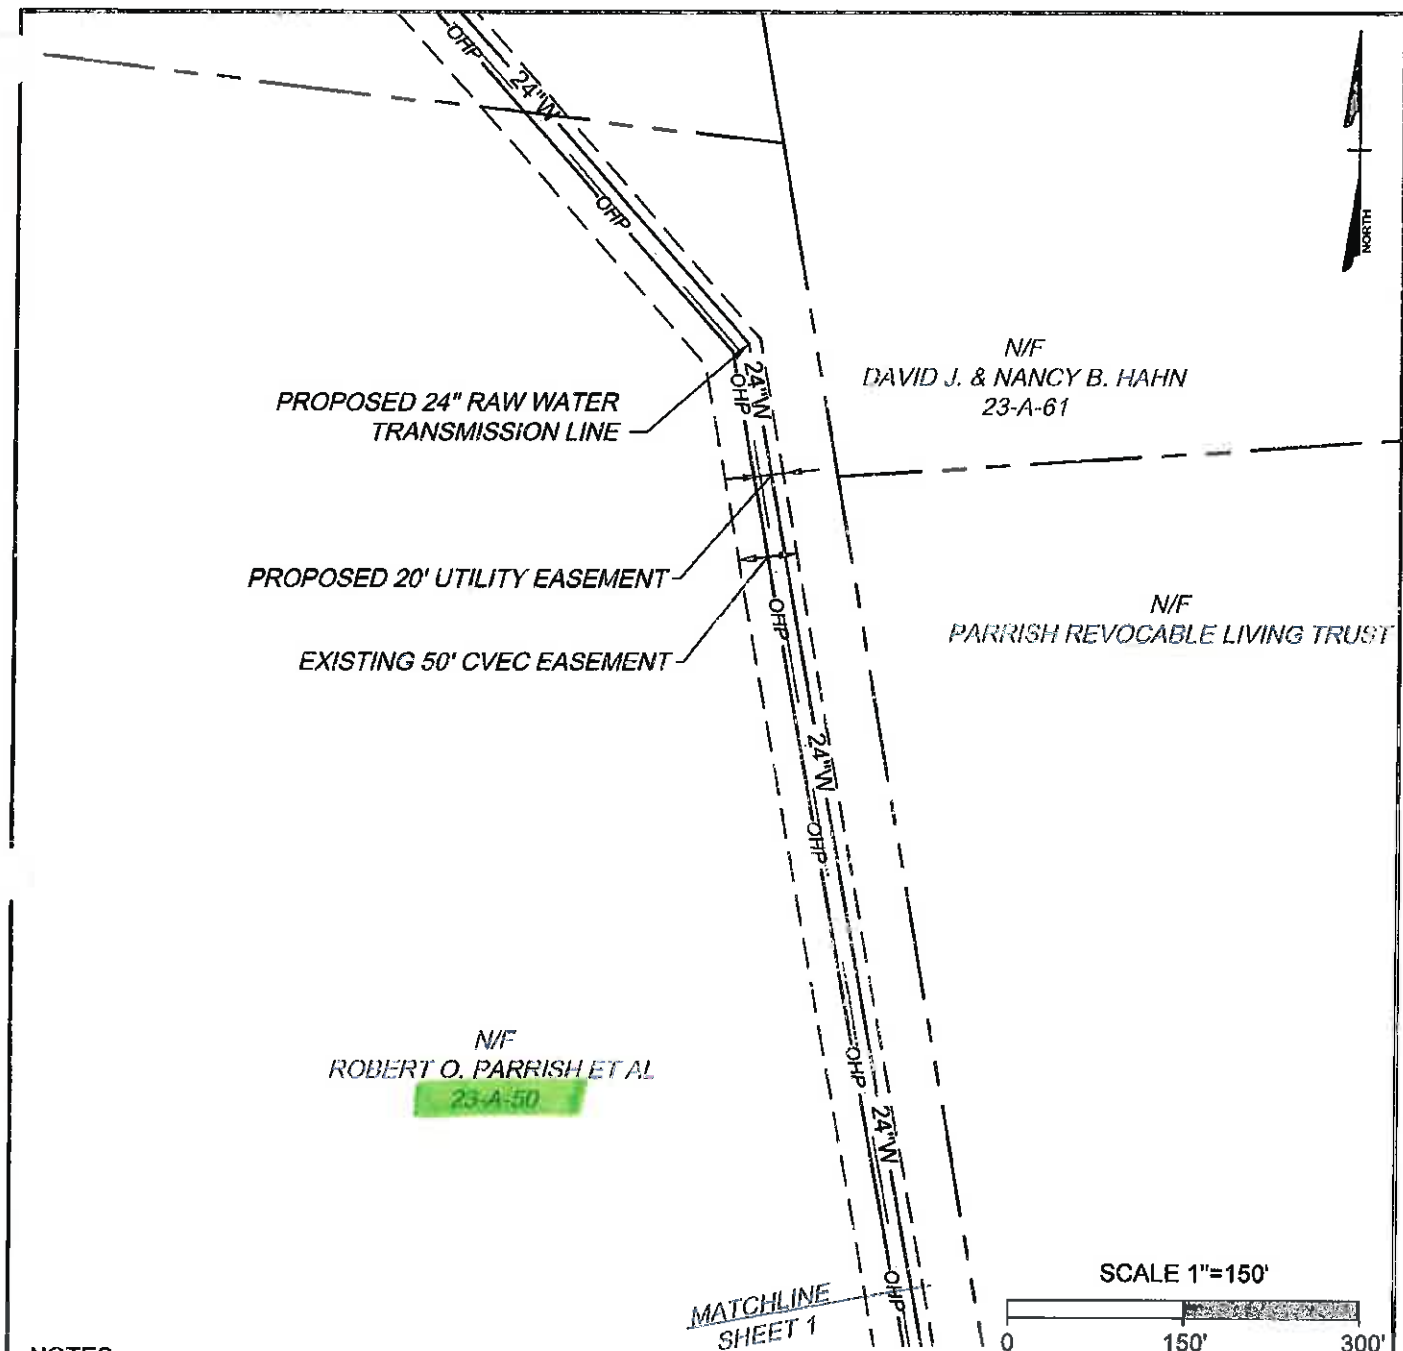 OHP
24"W
OHP
NORTH
N/F
DAVID J. & NANCY B. HAHN
23-A-61
PROPOSED 24" RAW WATER
TRANSMISSION LINE
24"W
OHP
PROPOSED 20' UTILITY EASEMENT
N/F
PARRISH REVOCABLE LIVING TRUST
OHP
EXISTING 50' CVEC EASEMENT
24"W
OHP
N/F
ROBERT O. PARRISH ET AL
23-A-50
OHP
24"W
SCALE 1"=150'
OHP
MATCHLINE
SHEET 1
0 150' 300'